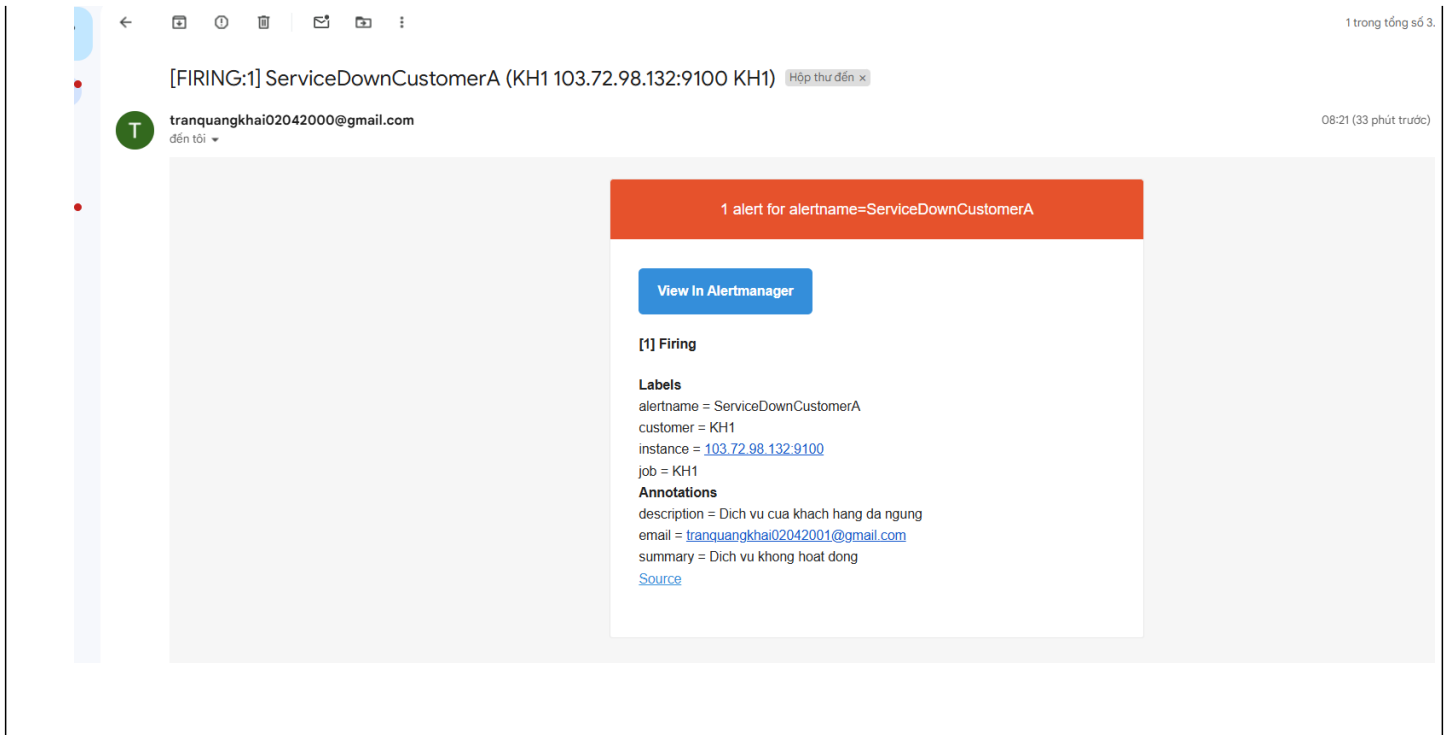 1 trong tổng số 3.
[FIRING:1] ServiceDownCustomerA (KH1 103.72.98.132:9100 KH1) Hộp thư đến ×
T
tranquangkhai02042000@gmail.com
08:21 (33 phút trước)
đến tôi
1 alert for alertname=ServiceDownCustomerA
View In Alertmanager
[1] Firing
Labels
alertname = ServiceDownCustomerA
customer = KH1
instance = 103.72.98.132:9100
job = KH1
Annotations
description = Dich vu cua khach hang da ngung
email = tranquangkhai02042001@gmail.com
summary = Dich vu khong hoat dong
Source